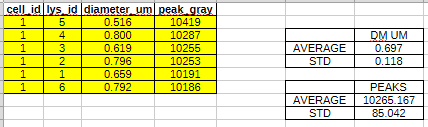 cell_id lys_id diameter_um peak_gray
1 5 0.516 10419
1 4 0.800 10287
1 3 0.619 10255
1 2 0.796 10253
1 1 0.659 10191
1 6 0.792 10186
DM UM
AVERAGE 0.697
STD 0.118
PEAKS
AVERAGE 10265.167
STD 85.042